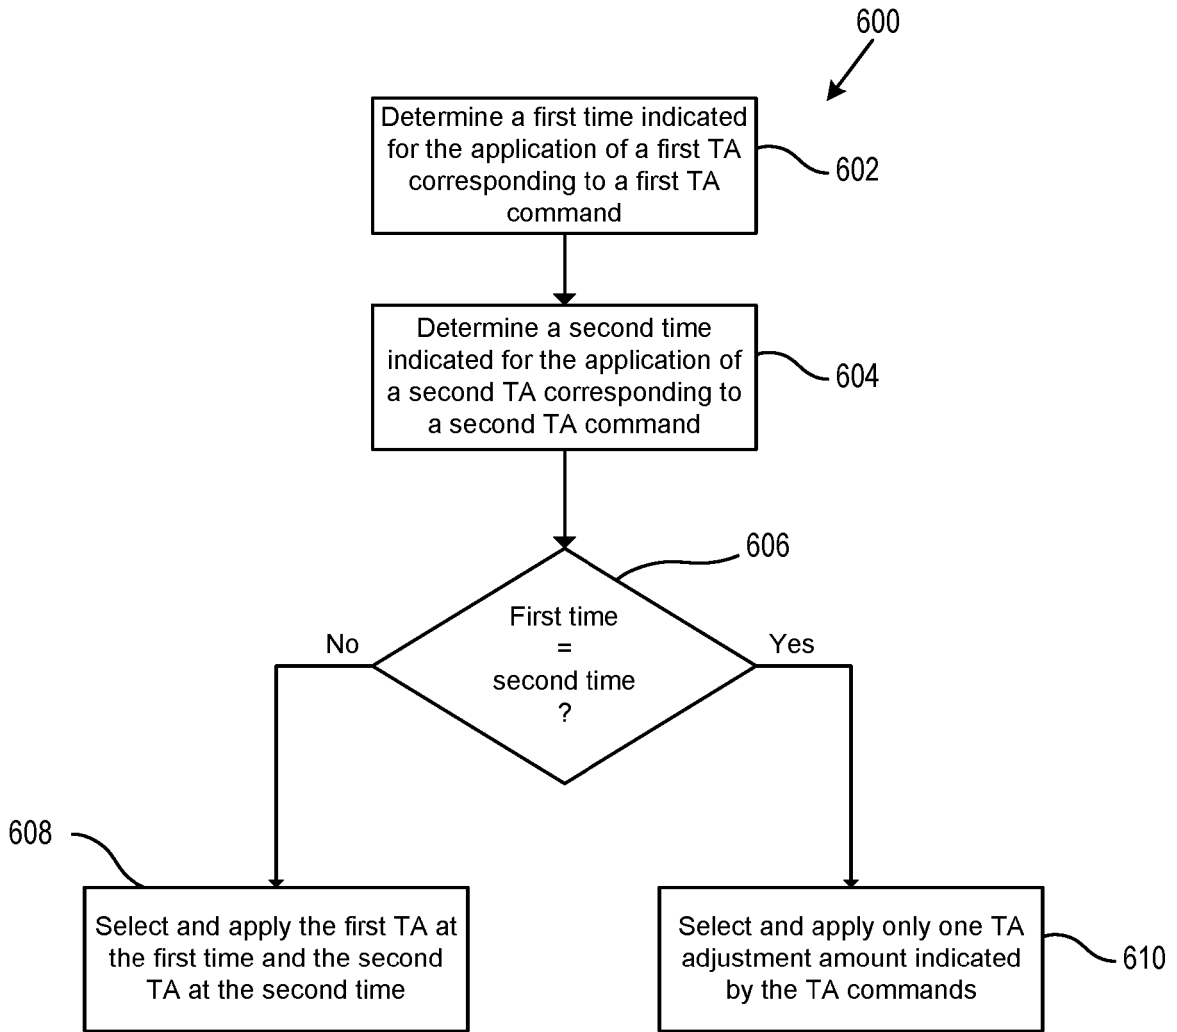 600
Determine a first time indicated
for the application of a first TA
corresponding to a first TA
command
602
Determine a second time
indicated for the application of
a second TA corresponding to
a second TA command
604
606
First time
=
second time
?
No
Yes
608
Select and apply the first TA at
the first time and the second
TA at the second time
Select and apply only one TA
adjustment amount indicated
by the TA commands
610